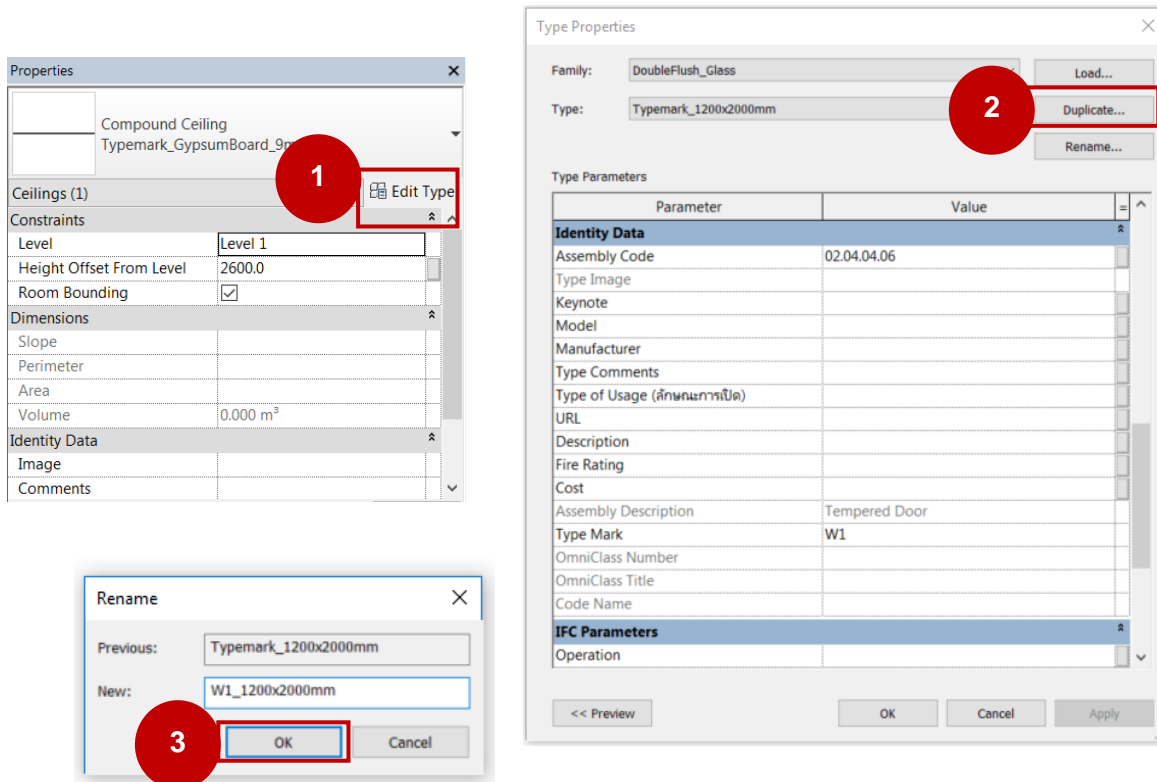 Properties
Compound Ceiling
Typemark_GypsumBoard_9
1
Ceilings (1)
Edit Type
Constraints
Level Level 1
Height Offset From Level 2600.0
Room Bounding
Dimensions
Slope
Perimeter
Area
Volume 0.000 m³
Identity Data
Image
Comments
Type Properties
Family: DoubleFlush_Glass Load...
Type: Typemark_1200x2000mm 2 Duplicate...
Rename...
Type Parameters
Parameter Value =
Identity Data
Assembly Code 02.04.04.06
Type Image
Keynote
Model
Manufacturer
Type Comments
Type of Usage (ลักษณะการเปิด)
URL
Description
Fire Rating
Cost
Assembly Description Tempered Door
Type Mark W1
OmniClass Number
OmniClass Title
Code Name
IFC Parameters
Operation
<< Preview OK Cancel Apply
Rename
Previous: Typemark_1200x2000mm
New: W1_1200x2000mm
3 OK Cancel